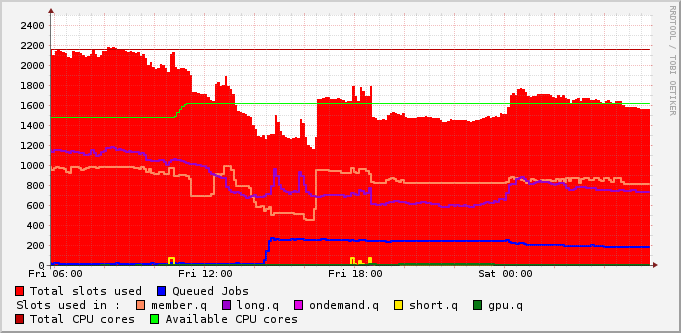 RRDTOOL / TOBI OETIKER
2400
2200
2000
1800
1600
1400
1200
1000
800
600
400
200
0
Fri 06:00 Fri 12:00 Fri 18:00 Sat 00:00
Total slots used Queued Jobs
Slots used in : member.q long.q ondemand.q short.q gpu.q
Total CPU cores Available CPU cores